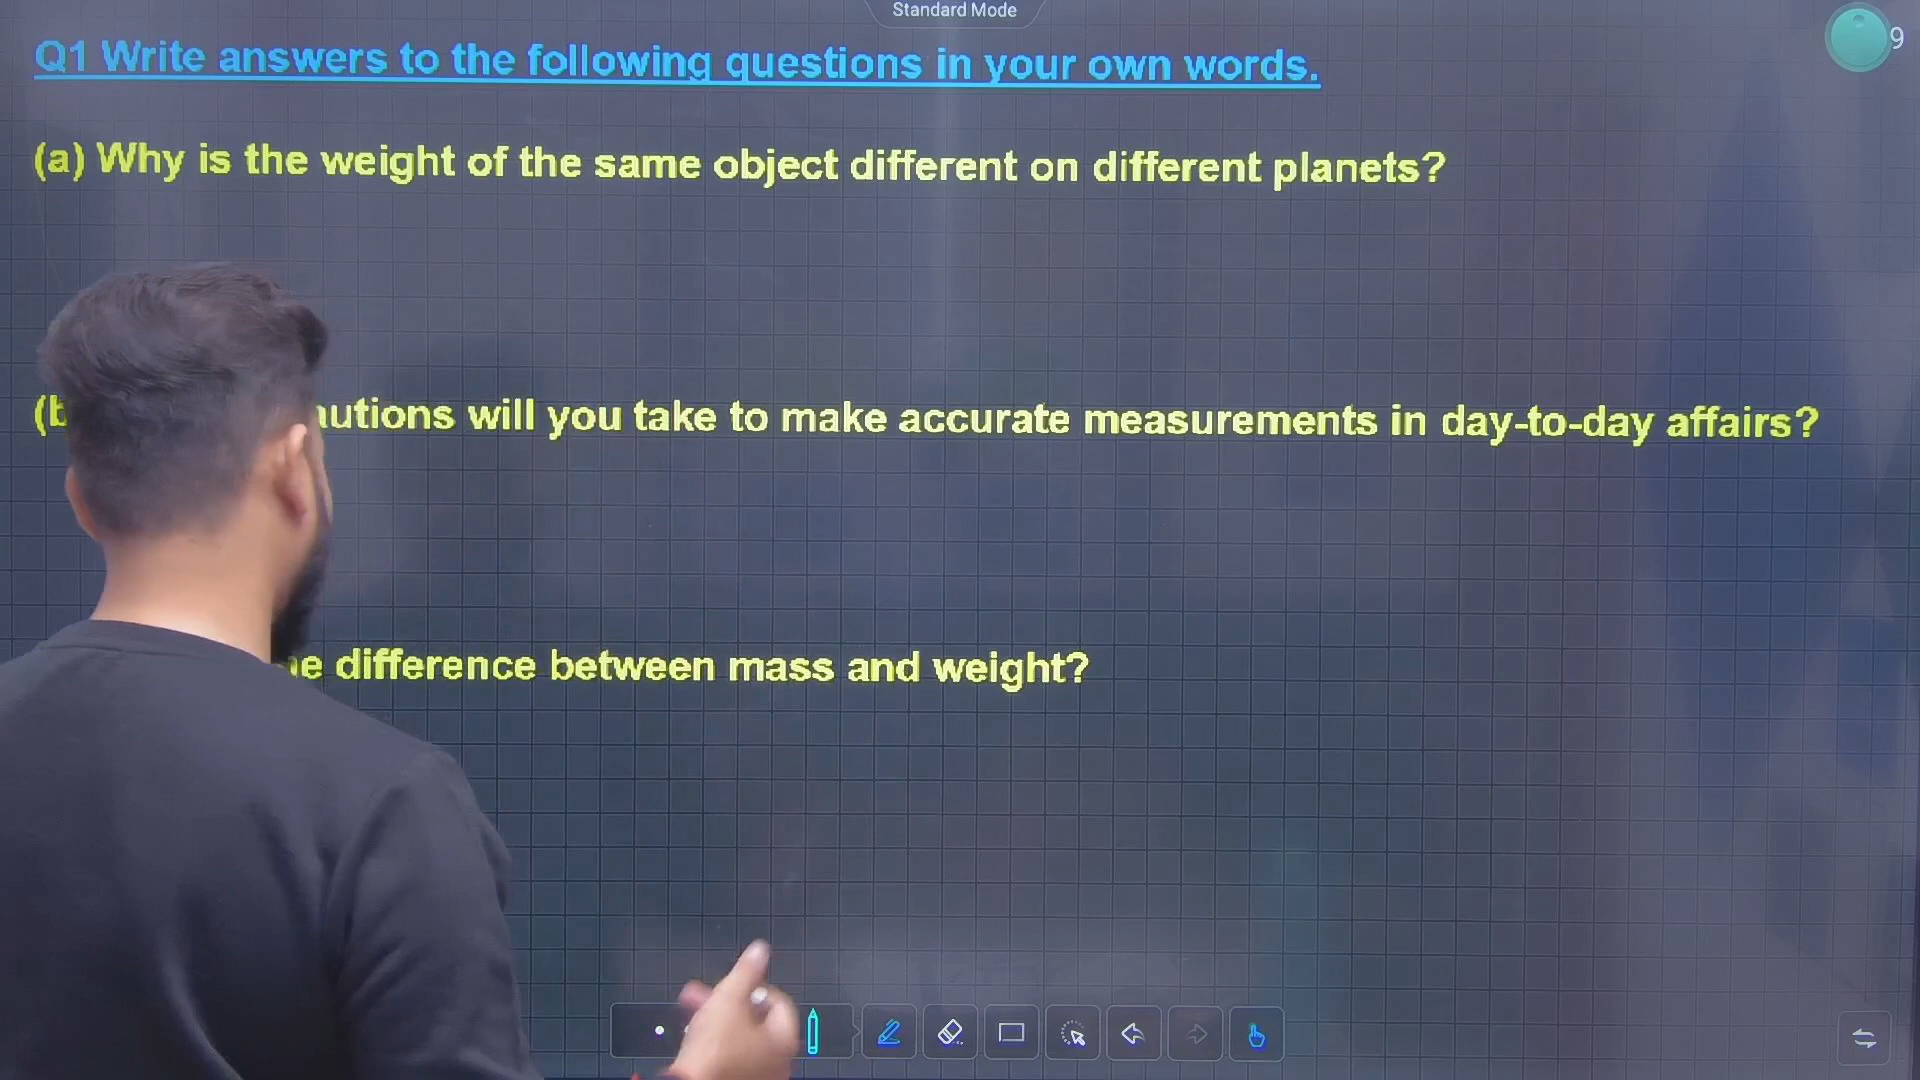 Standard Mode
9
Q1 Write answers to the following questions in your own words.
(a) Why is the weight of the same object different on different planets?
will you take to make accurate measurements in day-to-day affairs?
difference between mass and weight?